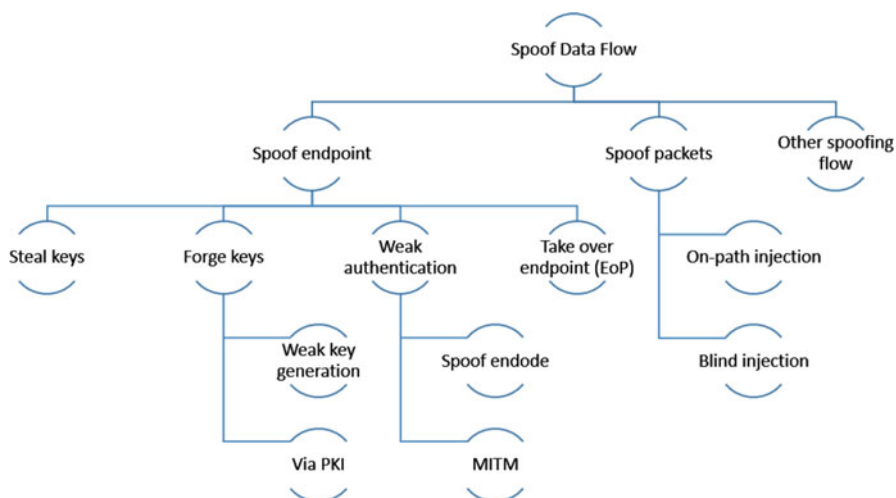 Spoof Data Flow
Spoof endpoint
Spoof packets
Other spoofing
flow
Steal keys
Forge keys
Weak
authentication
Take over
endpoint (EoP)
On-path injection
Weak key
generation
Spoof endode
Blind injection
Via PKI
MITM